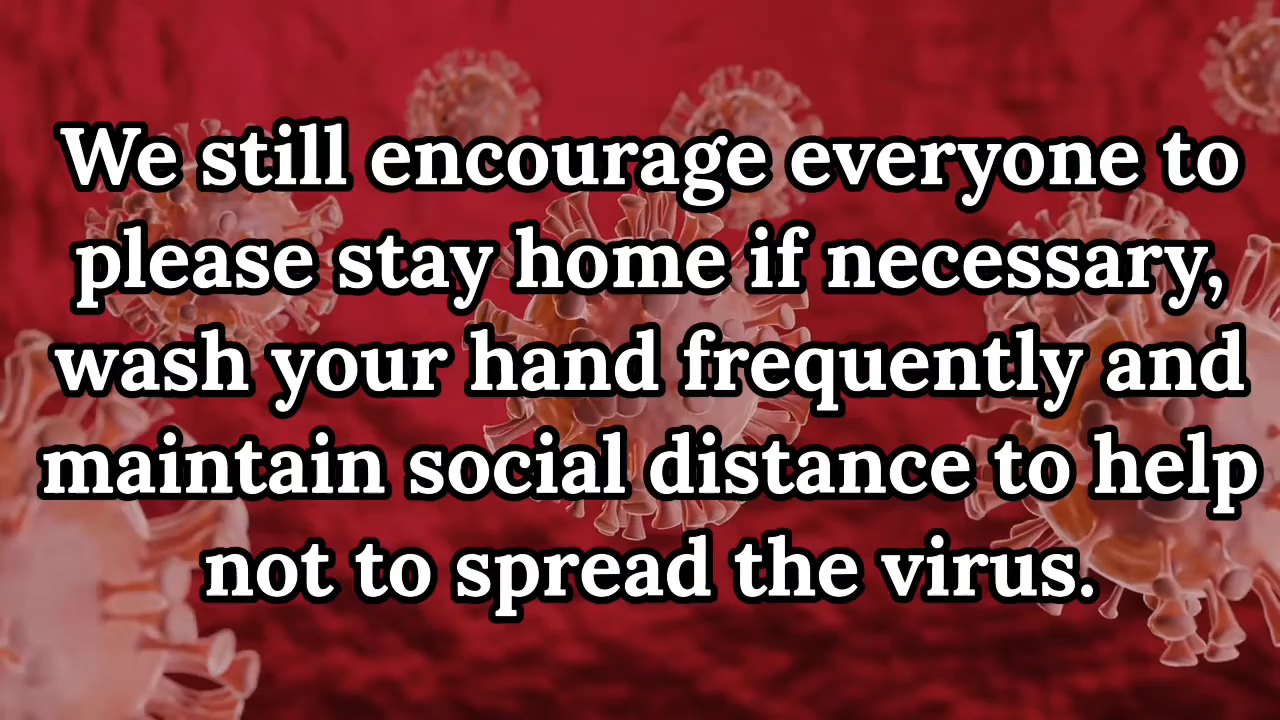 We still encourage everyone to
please stay home if necessary,
wash your hand frequently and
maintain social distance to help
not to spread the virus.